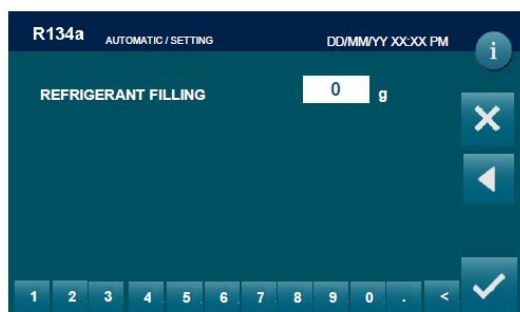 R134a AUTOMATIC / SETTING DD/MM/YY XX:XX PM
i
REFRIGERANT FILLING 0 g
1 2 3 4 5 6 7 8 9 0 . <